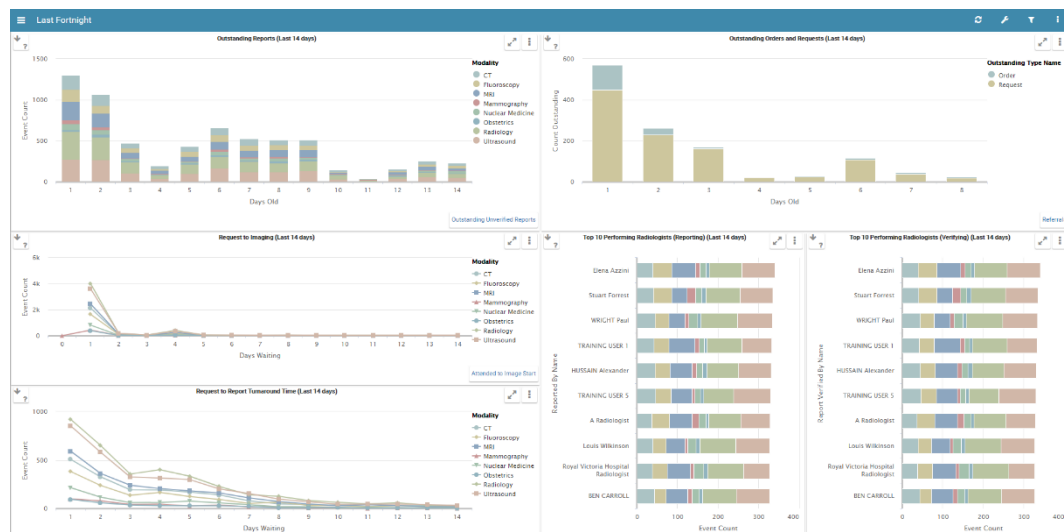 Last Fortnight
?
Outstanding Reports (Last 14 days)
Event Count
1500
1000
500
0
1 2 3 4 5 6 7 8 9 10 11 12 13 14
Days Old
Modality
CT
Fluoroscopy
MRI
Mammography
Nuclear Medicine
Obstetrics
Radiology
Ultrasound
Outstanding Unverified Reports
?
Outstanding Orders and Requests (Last 14 days)
Count Outstanding
600
400
200
0
1 2 3 4 5 6 7 8
Days Old
Outstanding Type Name
Order
Request
Referral
?
Request to Imaging (Last 14 days)
Event Count
6k
4k
2k
0
0 1 2 3 4 5 6 7 8 9 10 11 12 13 14
Days Waiting
Modality
CT
Fluoroscopy
MRI
Mammography
Nuclear Medicine
Obstetrics
Radiology
Ultrasound
Attended to Image Start
?
Request to Report Turnaround Time (Last 14 days)
Event Count
1000
500
0
1 2 3 4 5 6 7 8 9 10 11 12 13 14
Days Waiting
Modality
CT
Fluoroscopy
MRI
Mammography
Nuclear Medicine
Obstetrics
Radiology
Ultrasound
?
Top 10 Performing Radiologists (Reporting) (Last 14 days)
Reported By Name
Elena Azzini
Stuart Forrest
WRIGHT Paul
TRAINING USER 1
HUSSAIN Alexander
TRAINING USER 5
A Radiologist
Louis Wilkinson
Royal Victoria Hospital
Radiologist
BEN CARROLL
0 100 200 300 400
Event Count
?
Top 10 Performing Radiologists (Verifying) (Last 14 days)
Report Verified By Name
Elena Azzini
Stuart Forrest
WRIGHT Paul
TRAINING USER 1
HUSSAIN Alexander
TRAINING USER 5
A Radiologist
Louis Wilkinson
Royal Victoria Hospital
Radiologist
BEN CARROLL
0 100 200 300 400
Event Count